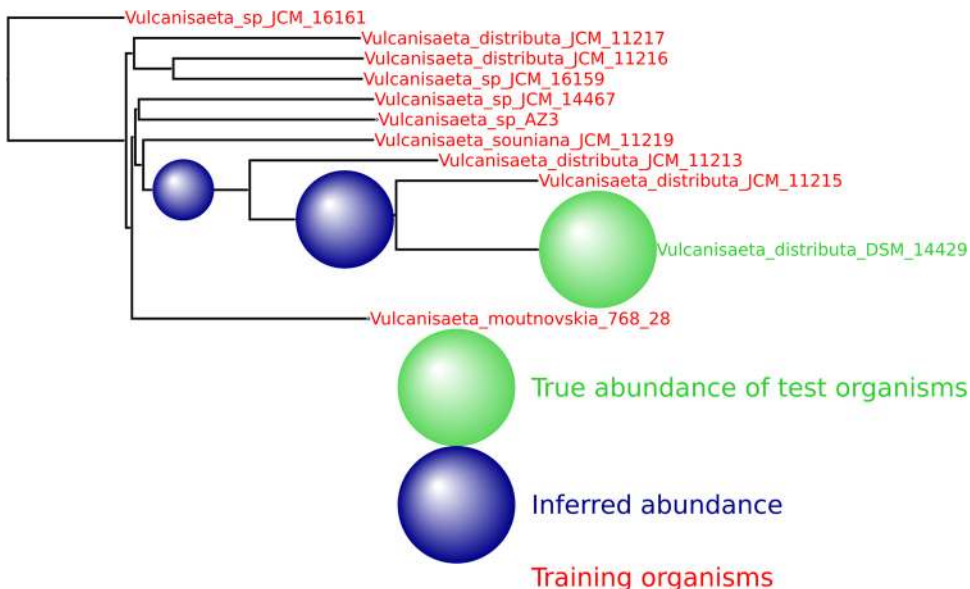 Vulcanisaeta_sp_JCM_16161
Vulcanisaeta_distributa_JCM_11217
Vulcanisaeta_distributa_JCM_11216
Vulcanisaeta_sp_JCM_16159
Vulcanisaeta_sp_JCM_14467
Vulcanisaeta_sp_AZ3
Vulcanisaeta_souniana_JCM_11219
Vulcanisaeta_distributa_JCM_11213
Vulcanisaeta_distributa_JCM_11215
Vulcanisaeta_distributa_DSM_14429
Vulcanisaeta_moutnovskia_768_28
True abundance of test organisms
Inferred abundance
Training organisms